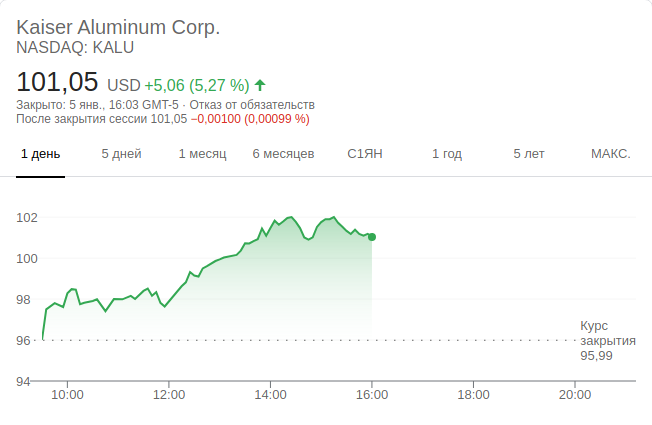 Kaiser Aluminum Corp.
NASDAQ: KALU
101,05 USD +5,06 (5,27 %)
Закрыто: 5 янв., 16:03 GMT-5 · Отказ от обязательств
После закрытия сессии 101,05 −0,00100 (0,00099 %)
1 день 5 дней 1 месяц 6 месяцев С1ЯН 1 год 5 лет МАКС.
102
100
98
Курс
96 закрытия
95,99
94
10:00 12:00 14:00 16:00 18:00 20:00